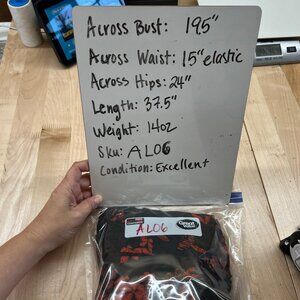 Across Bust: 19.5"
Across Waist: 15" elastic
Across Hips: 24"
Length: 37.5"
Weight: 14oz
Sku: AL06
Condition: Excellent
AL06